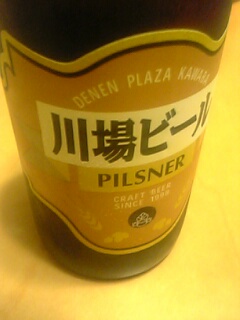 DENEN PLAZA KAWABA
川場ビール
PILSNER
CRAFT BEER
SINCE 1998